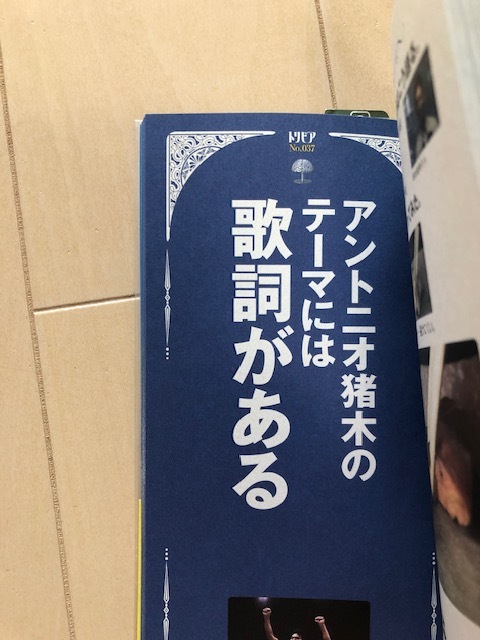 トリビア
No.037
アントニオ猪木の
テーマには
歌詞がある